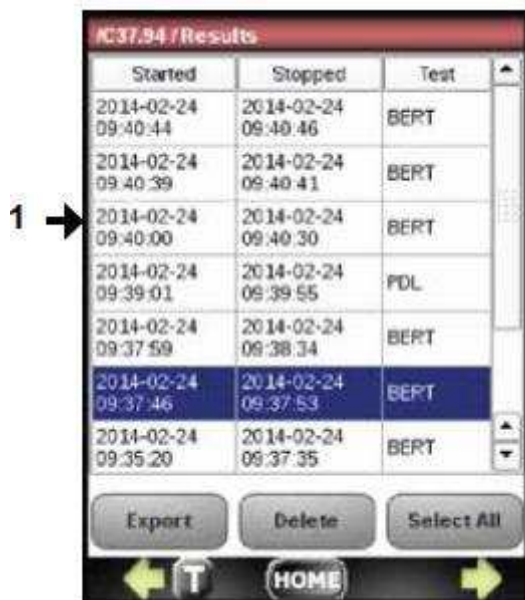 /C37.94 / Results
Started Stopped Test
2014-02-24 2014-02-24
09:40:44 09:40:46 BERT
2014-02-24 2014-02-24
09:40:39 09:40:41 BERT
1
2014-02-24 2014-02-24
09:40:00 09:40:30 BERT
2014-02-24 2014-02-24
09:39:01 09:39:55 PDL
2014-02-24 2014-02-24
09:37:59 09:38:34 BERT
2014-02-24 2014-02-24
09:37:46 09:37:53 BERT
2014-02-24 2014-02-24
09:35:20 09:37:35 BERT
Export Delete Select All
T HOME